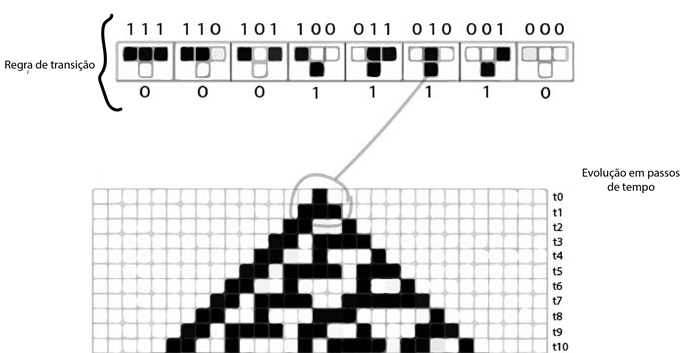 111 110 101 100 011 010 001 000
Regra de transição
0 0 0 1 1 1 1 0
Evolução em passos
de tempo
t0
t1
t2
t3
t4
t5
t6
t7
t8
t9
t10